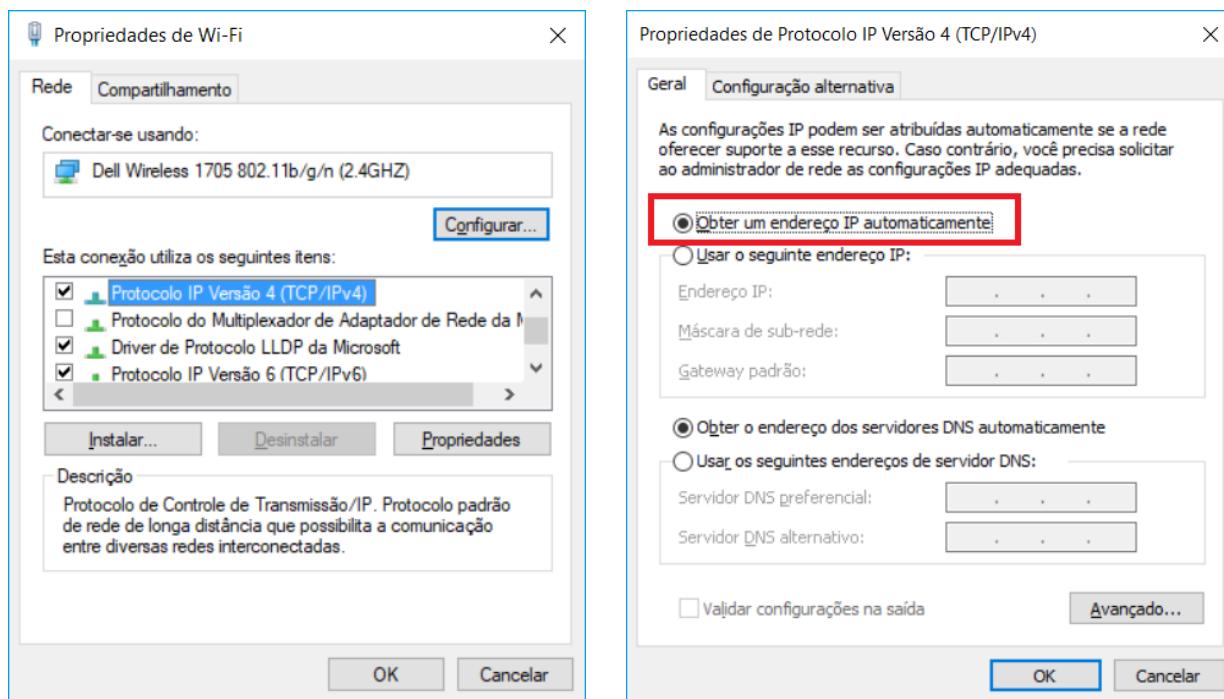 Propriedades de Wi-Fi
Rede
Compartilhamento
Conectar-se usando:
Dell Wireless 1705 802.11b/g/n (2.4GHZ)
Configurar...
Esta conexão utiliza os seguintes itens:
Protocolo IP Versão 4 (TCP/IPv4)
Protocolo do Multiplexador de Adaptador de Rede da
Driver de Protocolo LLDP da Microsoft
Protocolo IP Versão 6 (TCP/IPv6)
Instalar...
Desinstalar
Propriedades
Descrição
Protocolo de Controle de Transmissão/IP. Protocolo padrão
de rede de longa distância que possibilita a comunicação
entre diversas redes interconectadas.
OK
Cancelar
Propriedades de Protocolo IP Versão 4 (TCP/IPv4)
Geral
Configuração alternativa
As configurações IP podem ser atribuídas automaticamente se a rede
oferecer suporte a esse recurso. Caso contrário, você precisa solicitar
ao administrador de rede as configurações IP adequadas.
Obter um endereço IP automaticamente
Usar o seguinte endereço IP:
Endereço IP:
Máscara de sub-rede:
Gateway padrão:
Obter o endereço dos servidores DNS automaticamente
Usar os seguintes endereços de servidor DNS:
Servidor DNS preferencial:
Servidor DNS alternativo:
Validar configurações na saída
Avançado...
OK
Cancelar